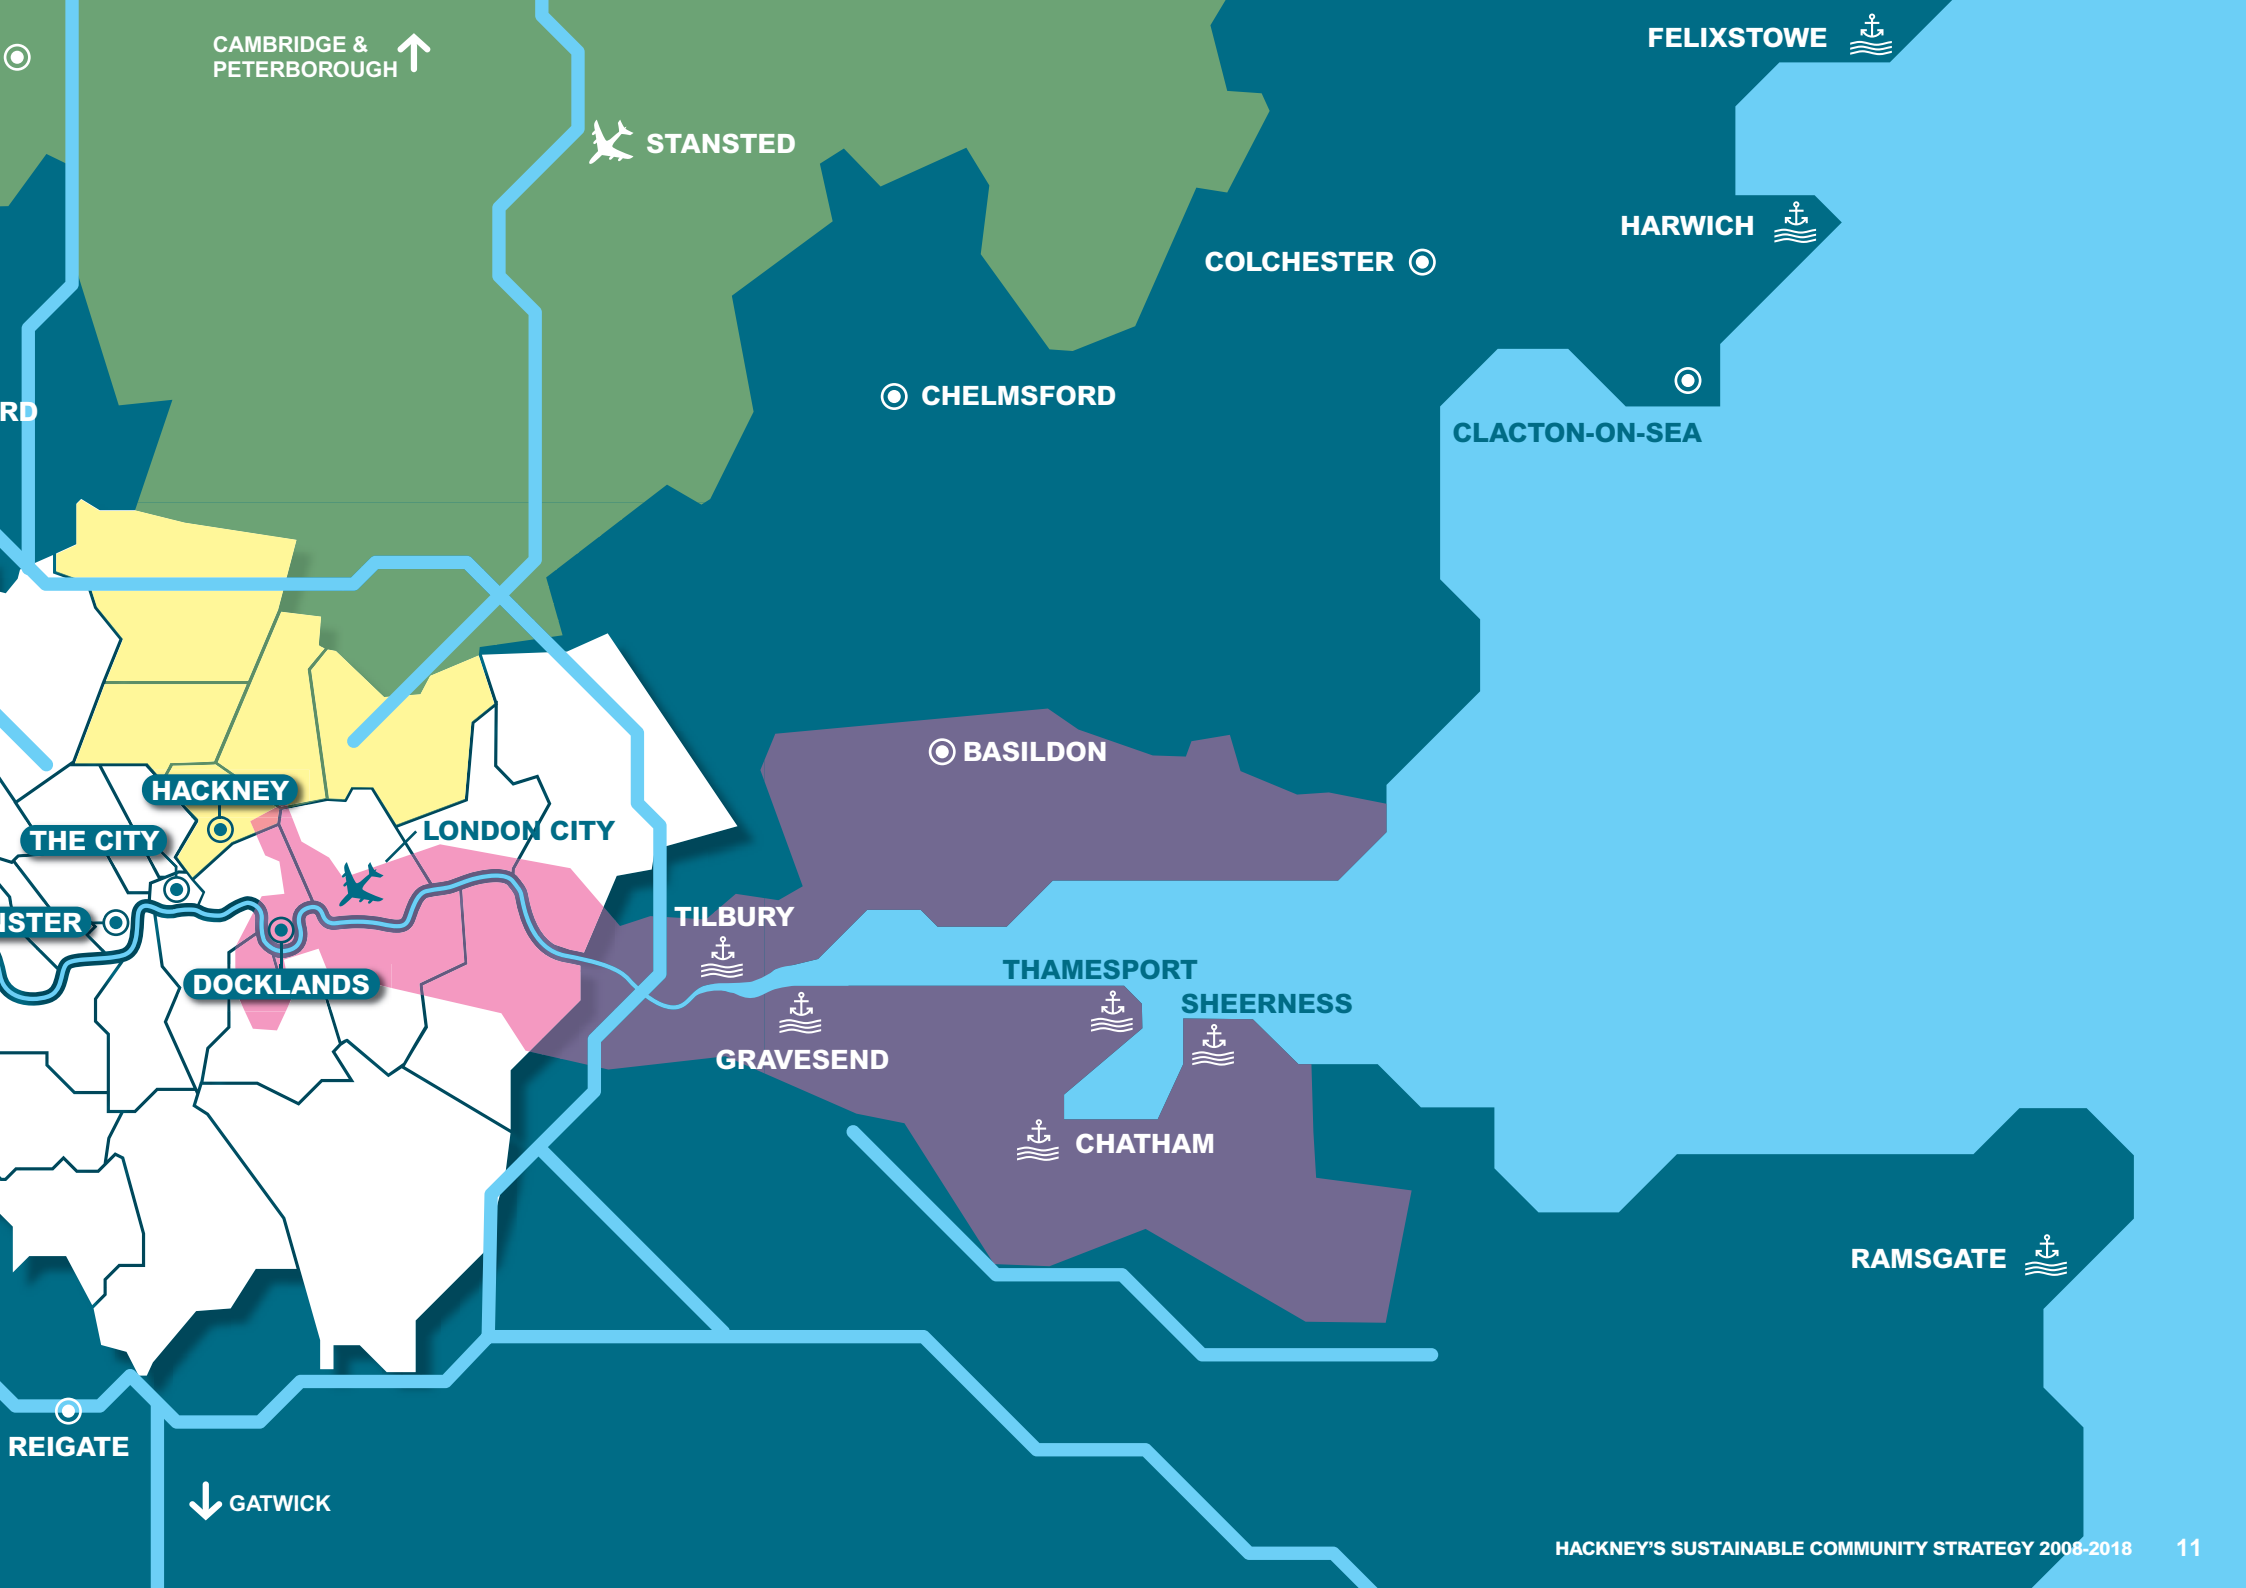 FELIXSTOWE
CAMBRIDGE &
PETERBOROUGH
STANSTED
HARWICH
COLCHESTER
CHELMSFORD
RD
CLACTON-ON-SEA
BASILDON
HACKNEY
LONDON CITY
THE CITY
TILBURY
ISTER
THAMESPORT
DOCKLANDS
SHEERNESS
GRAVESEND
CHATHAM
RAMSGATE
REIGATE
GATWICK
HACKNEY'S SUSTAINABLE COMMUNITY STRATEGY 2008-2018 11